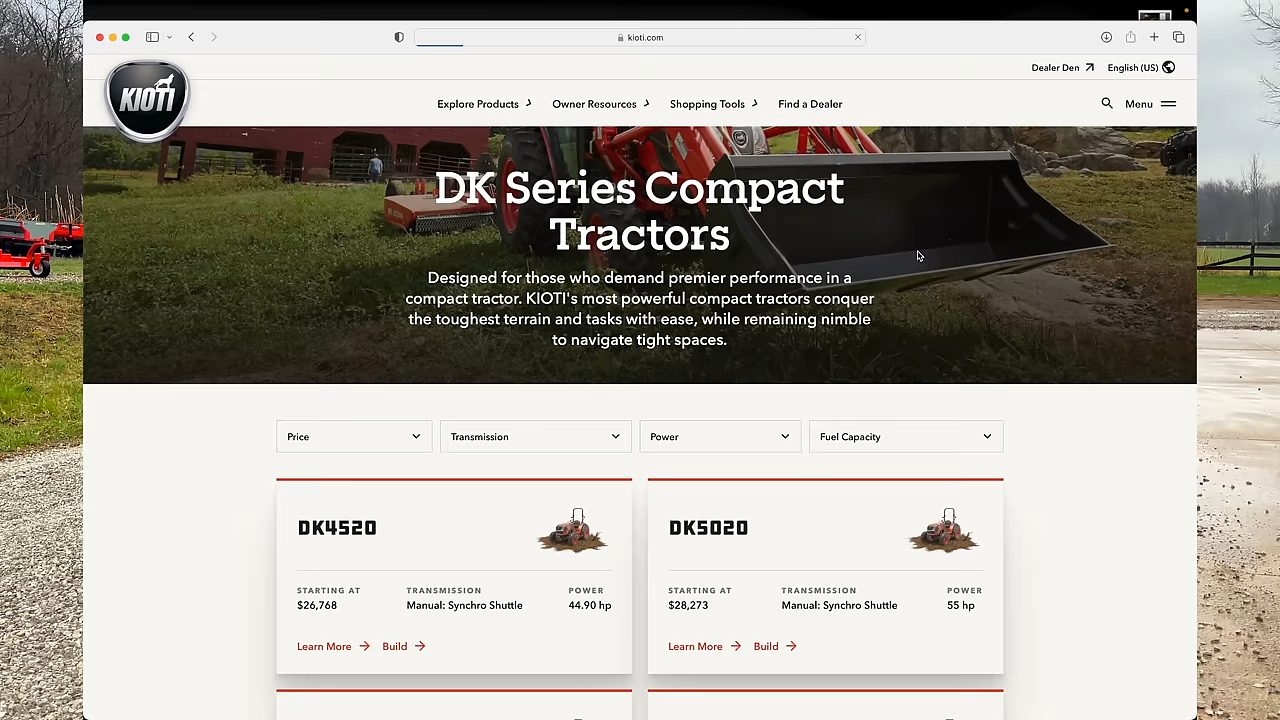 kioti.com
Dealer Den
English (US)
KIOTI
Explore Products
Owner Resources
Shopping Tools
Find a Dealer
Menu
DK Series Compact
Tractors
Designed for those who demand premier performance in a
compact tractor. KIOTI's most powerful compact tractors conquer
the toughest terrain and tasks with ease, while remaining nimble
to navigate tight spaces.
Price
Transmission
Power
Fuel Capacity
DK4520
STARTING AT
TRANSMISSION
POWER
$26,768
Manual: Synchro Shuttle
44.90 hp
Learn More
Build
DK5020
STARTING AT
TRANSMISSION
POWER
$28,273
Manual: Synchro Shuttle
55 hp
Learn More
Build